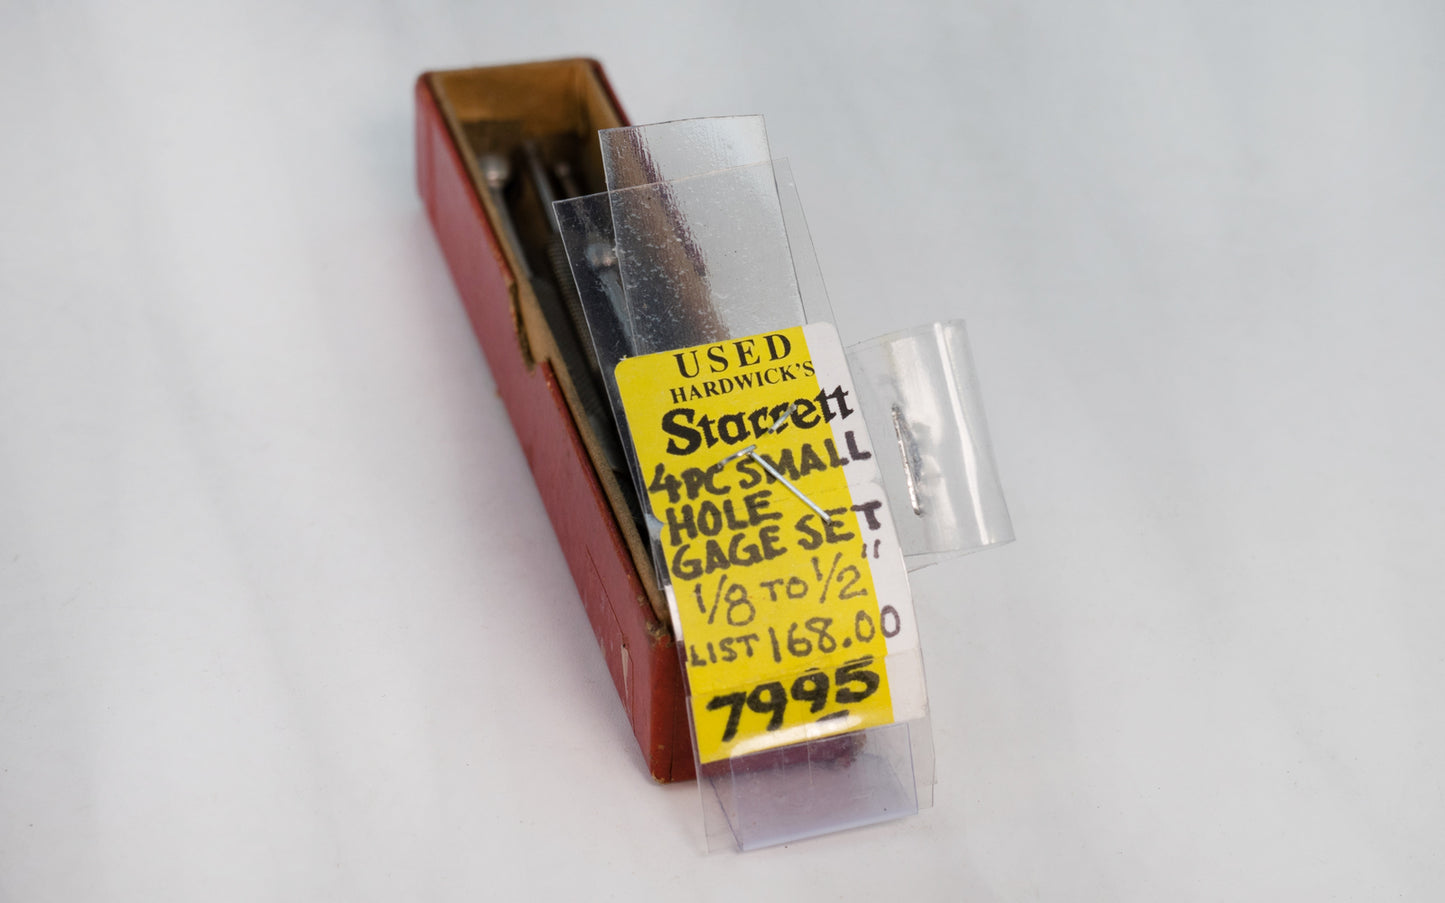 USED
HARDWICK'S
Starrett
4PC SMALL
HOLE
GAGE SET
1/8 TO 1/2"
LIST 168.00
7995